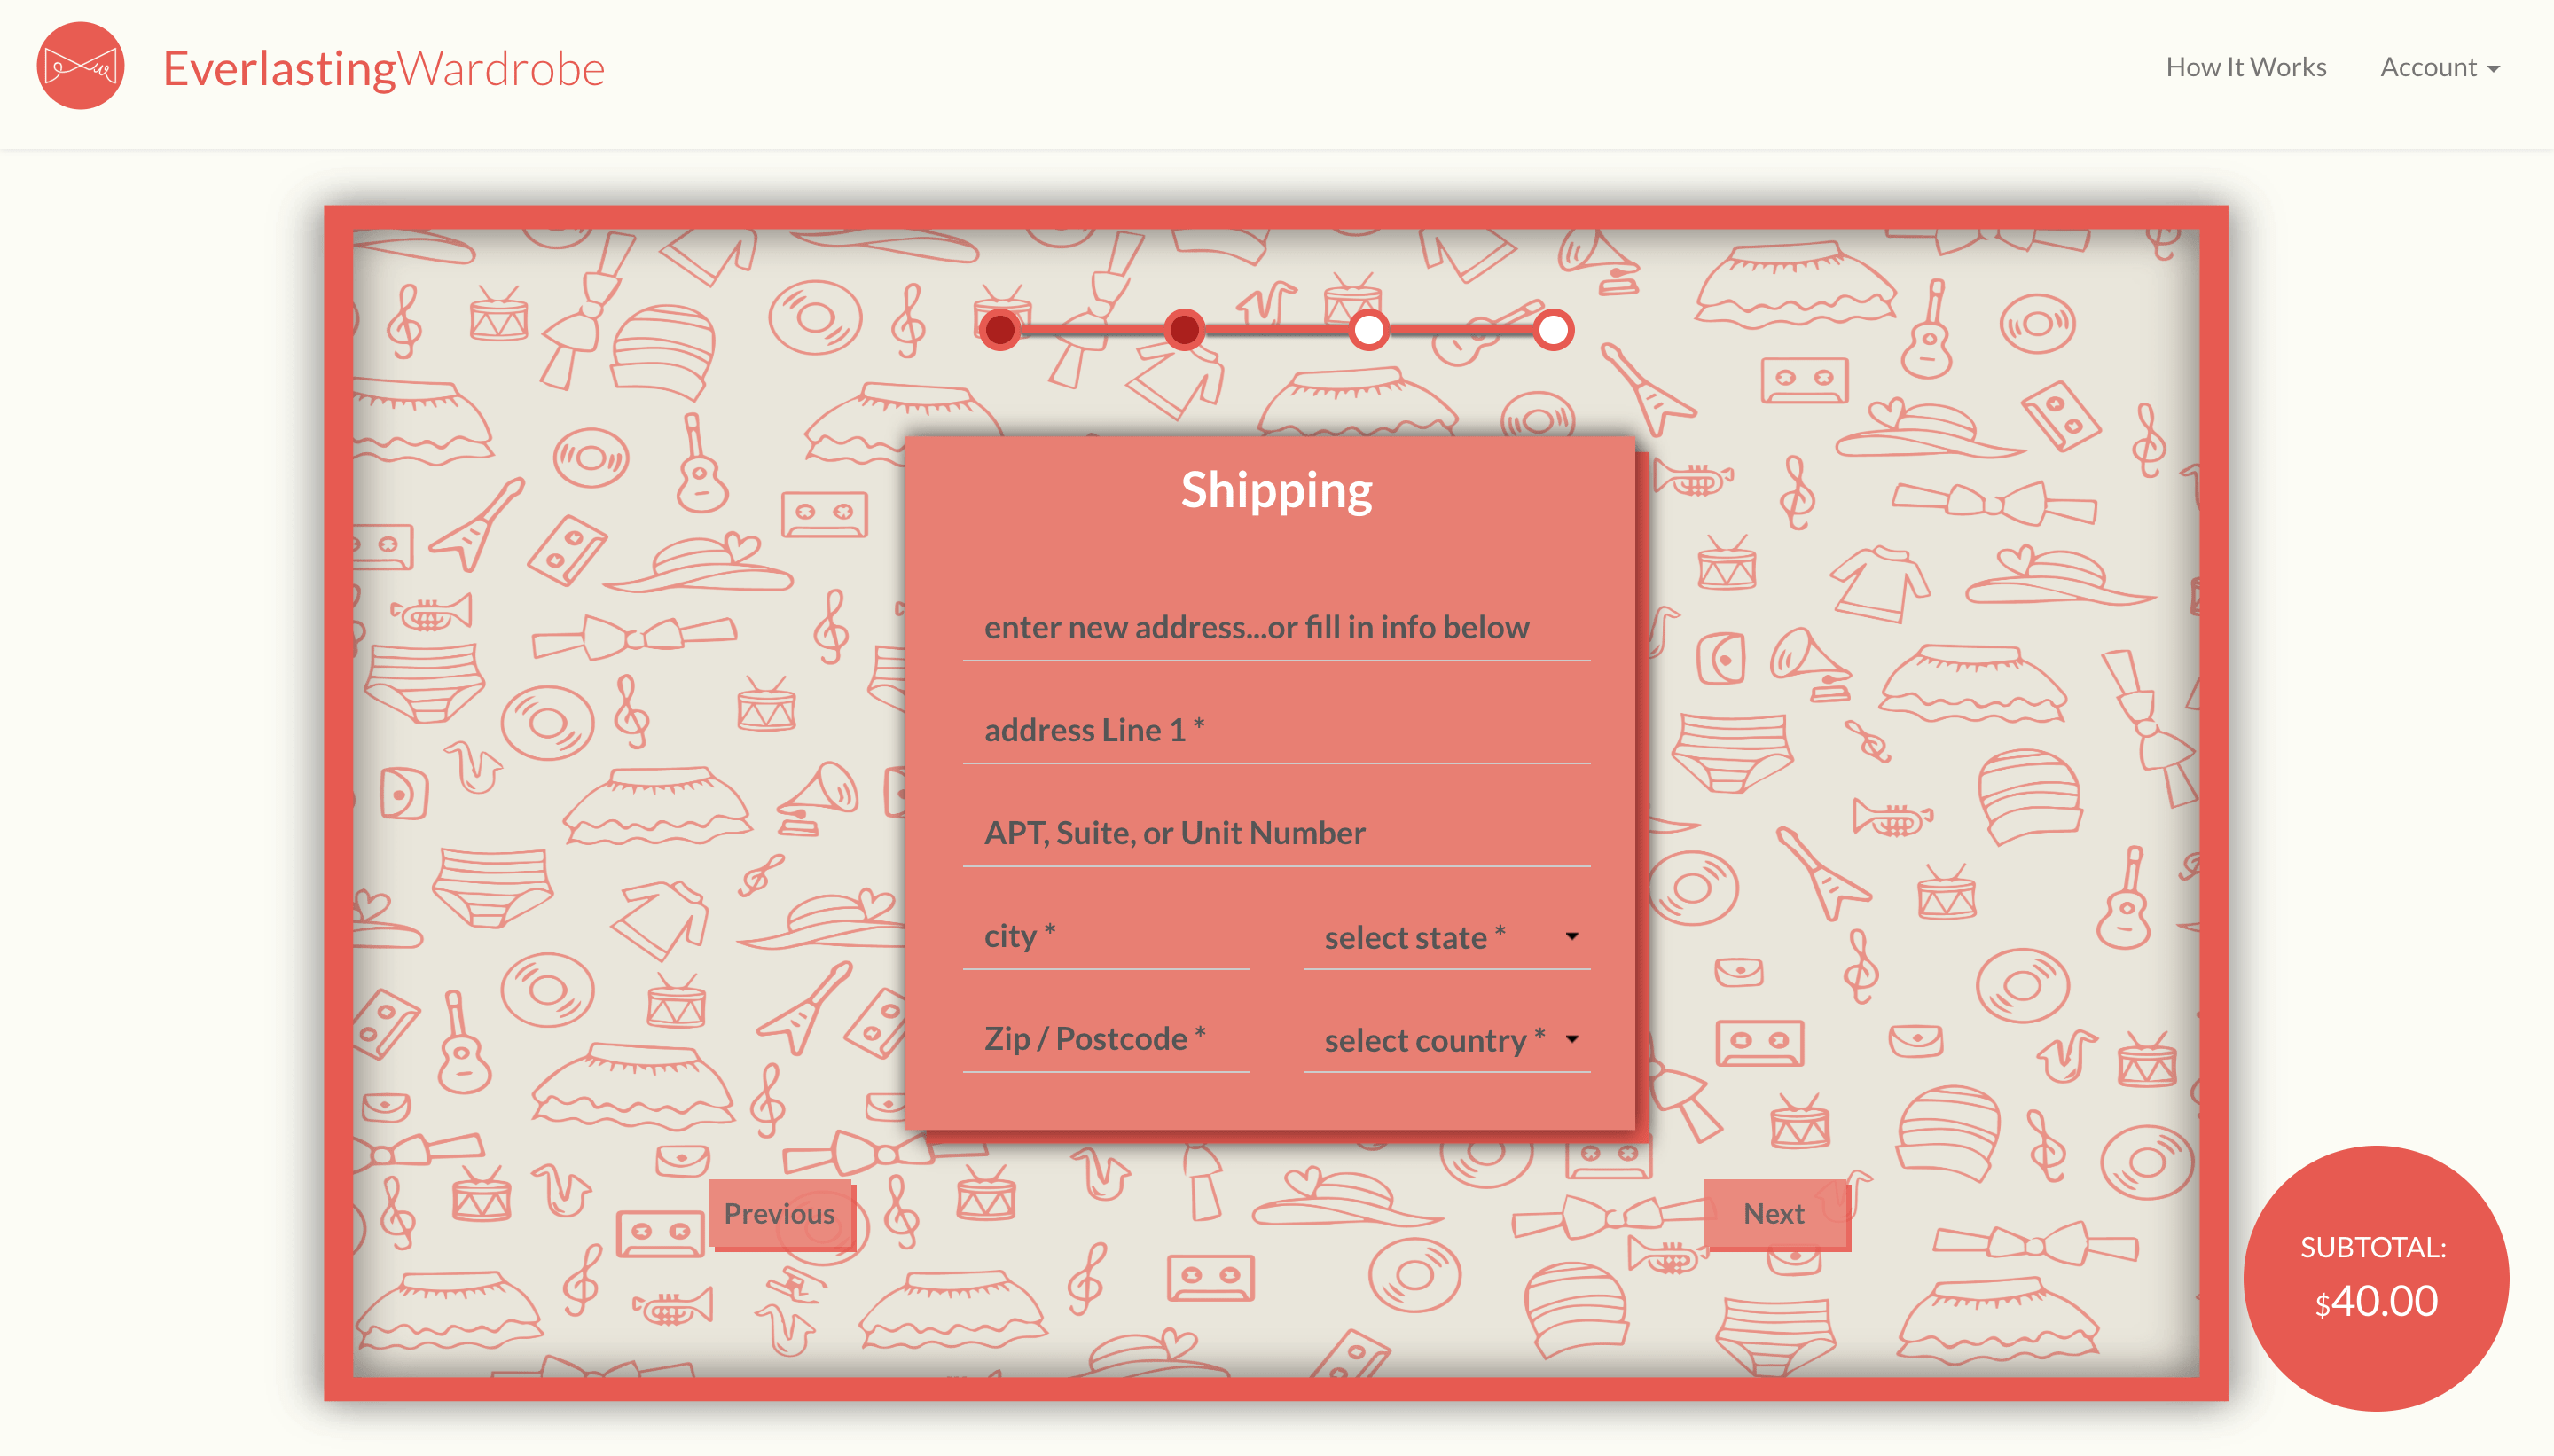 EverlastingWardrobe
How It Works
Account
Shipping
enter new address...or fill in info below
address Line 1 *
APT, Suite, or Unit Number
city *
select state *
Zip / Postcode *
select country *
Previous
Next
SUBTOTAL:
$40.00